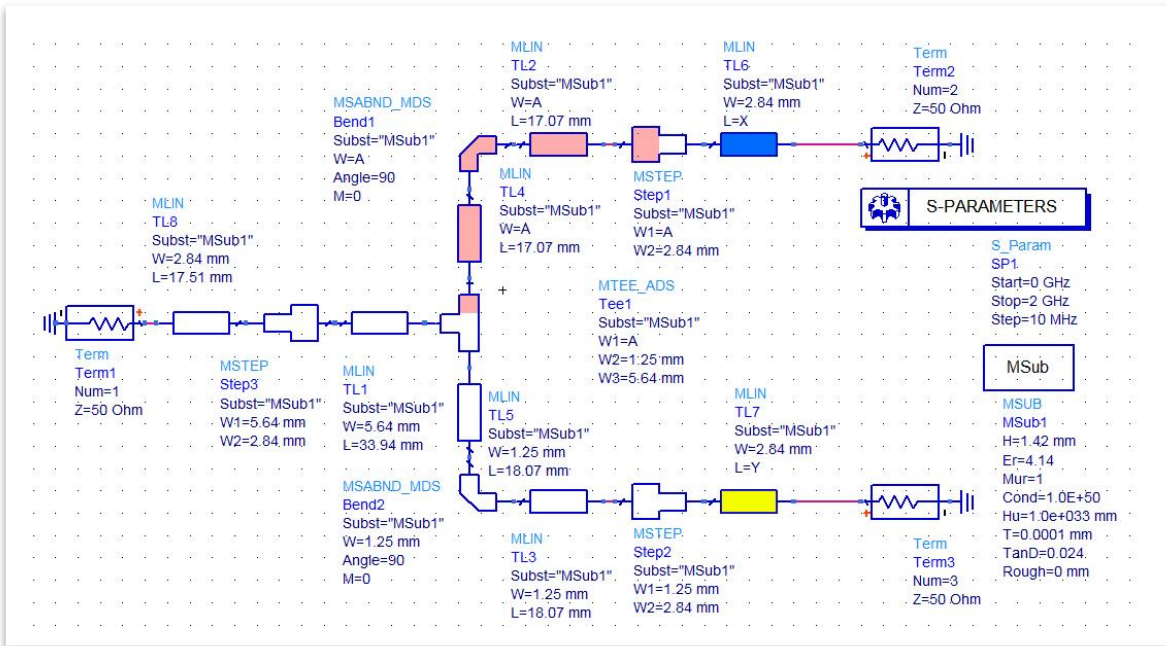 MLIN
TL2
Subst="MSub1"
W=A
L=17.07 mm
MLIN
TL6
Subst="MSub1"
W=2.84 mm
L=X
Term
Term2
Num=2
Z=50 Ohm
MSABND_MDS
Bend1
Subst="MSub1"
W=A
Angle=90
M=0
MLIN
TL4
Subst="MSub1"
W=A
L=17.07 mm
MSTEP
Step1
Subst="MSub1"
W1=A
W2=2.84 mm
S-PARAMETERS
S_Param
SP1
Start=0 GHz
Stop=2 GHz
Step=10 MHz
MLIN
TL8
Subst="MSub1"
W=2.84 mm
L=17.51 mm
MTEE_ADS
Tee1
Subst="MSub1"
W1=A
W2=1.25 mm
W3=5.64 mm
Term
Term1
Num=1
Z=50 Ohm
MSTEP
Step3
Subst="MSub1"
W1=5.64 mm
W2=2.84 mm
MLIN
TL1
Subst="MSub1"
W=5.64 mm
L=33.94 mm
MLIN
TL5
Subst="MSub1"
W=1.25 mm
L=18.07 mm
MLIN
TL7
Subst="MSub1"
W=2.84 mm
L=Y
MSub
MSUB
MSub1
H=1.42 mm
Er=4.14
Mur=1
Cond=1.0E+50
Hu=1.0e+033 mm
T=0.0001 mm
TanD=0.024
Rough=0 mm
MSABND_MDS
Bend2
Subst="MSub1"
W=1.25 mm
Angle=90
M=0
MLIN
TL3
Subst="MSub1"
W=1.25 mm
L=18.07 mm
MSTEP
Step2
Subst="MSub1"
W1=1.25 mm
W2=2.84 mm
Term
Term3
Num=3
Z=50 Ohm